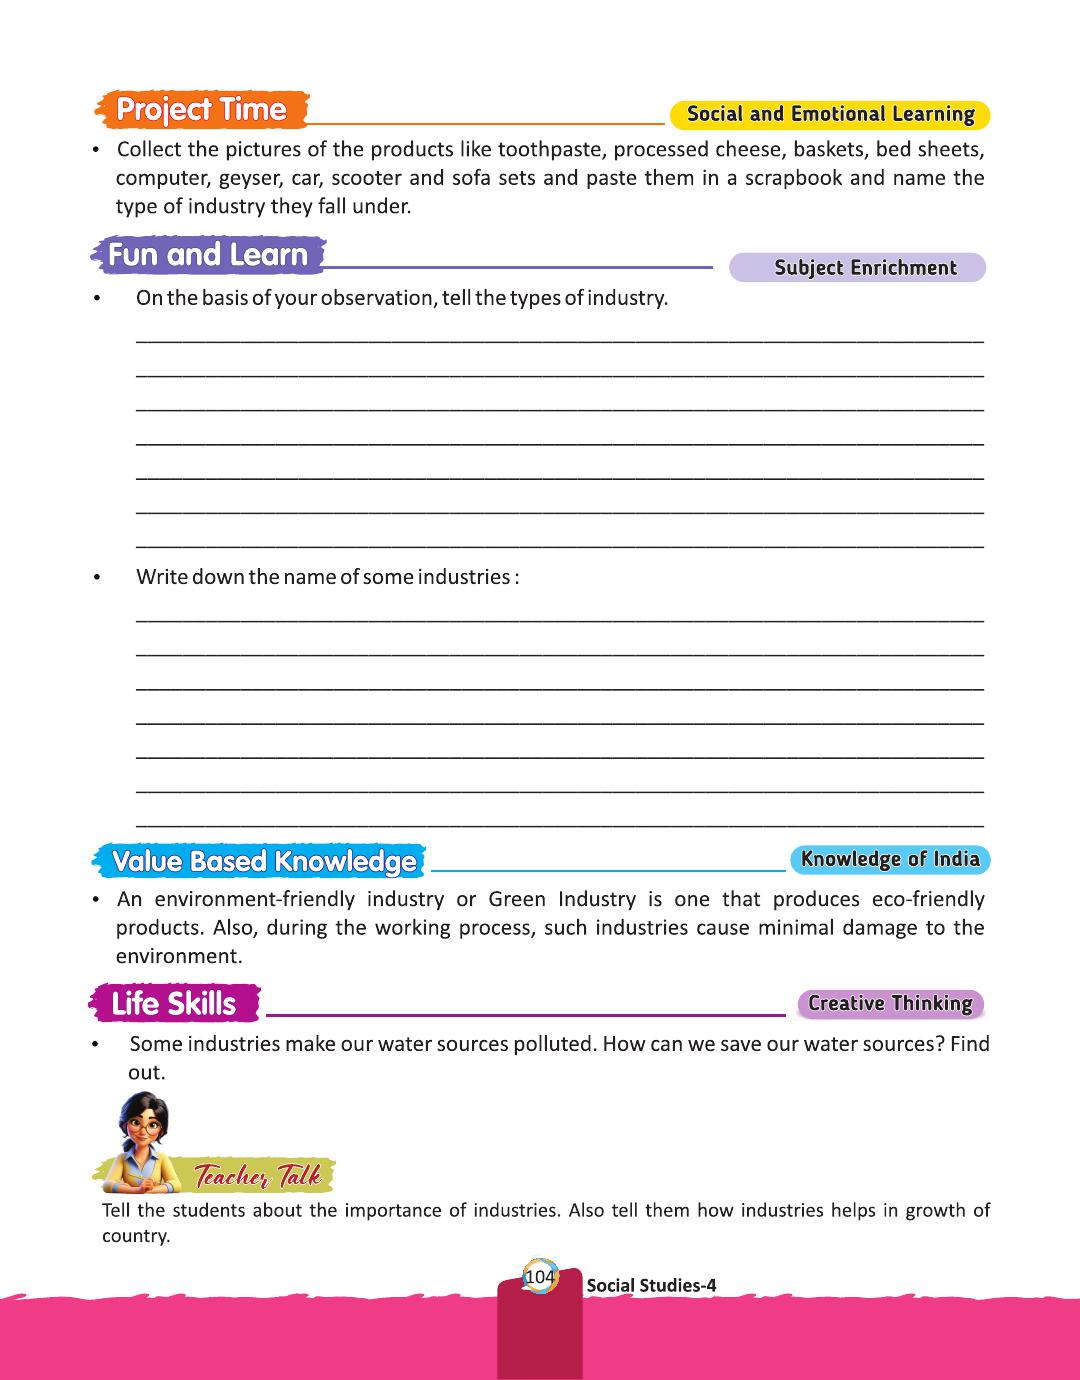 Project Time
Social and Emotional Learning
• Collect the pictures of the products like toothpaste, processed cheese, baskets, bed sheets,
computer, geyser, car, scooter and sofa sets and paste them in a scrapbook and name the
type of industry they fall under.
Fun and Learn
Subject Enrichment
• On the basis of your observation, tell the types of industry.
• Write down the name of some industries :
Value Based Knowledge
Knowledge of India
• An environment-friendly industry or Green Industry is one that produces eco-friendly
products. Also, during the working process, such industries cause minimal damage to the
environment.
Life Skills
Creative Thinking
• Some industries make our water sources polluted. How can we save our water sources? Find
out.
Teacher Talk
Tell the students about the importance of industries. Also tell them how industries helps in growth of
country.
104
Social Studies-4